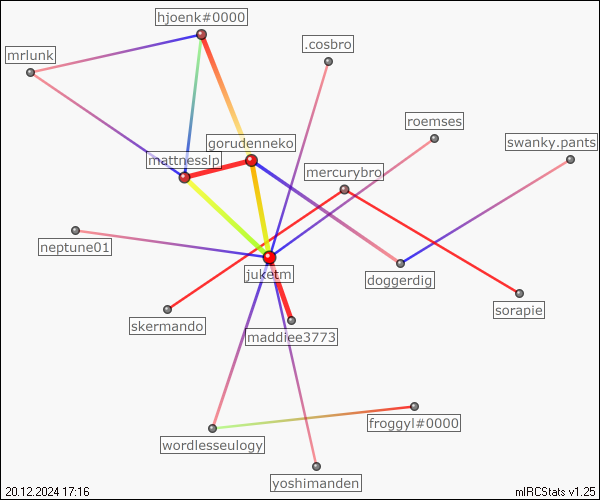 hjoenk#0000
.cosbro
mrlunk
roemses
gorudenneko
swanky.pants
mattnesslp
mercurybro
neptune01
juketm
doggerdig
sorapie
skermando
maddiee3773
froggyl#0000
wordlesseulogy
yoshimanden
20.12.2024 17:16
mIRCStats v1.25